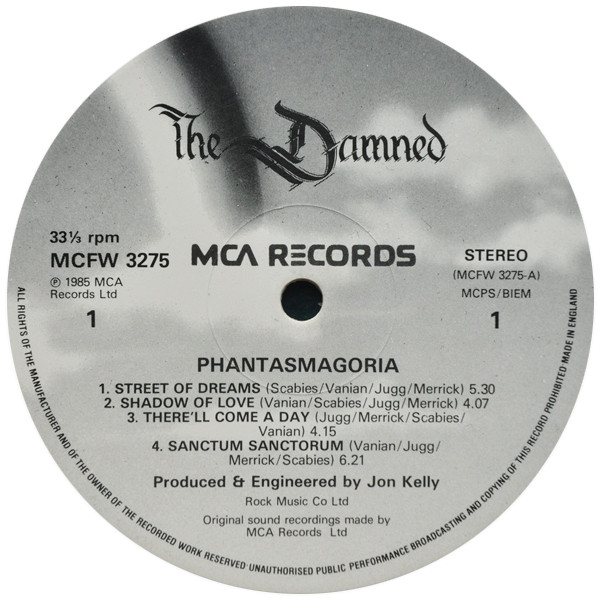 The Damned
33⅓ rpm
MCFW 3275
℗ 1985 MCA
Records Ltd
1
MCA RECORDS
STEREO
(MCFW 3275-A)
MCPS/BIEM
1
PHANTASMAGORIA
1. STREET OF DREAMS (Scabies/Vanian/Jugg/Merrick) 5.30
2. SHADOW OF LOVE (Vanian/Scabies/Jugg/Merrick) 4.07
3. THERE'LL COME A DAY (Jugg/Merrick/Scabies/
Vanian) 4.15
4. SANCTUM SANCTORUM (Vanian/Jugg/
Merrick/Scabies) 6.21
Produced & Engineered by Jon Kelly
Rock Music Co Ltd
Original sound recordings made by
MCA Records Ltd
ALL RIGHTS OF THE MANUFACTURER AND OF THE OWNER OF THE RECORDED WORK RESERVED·UNAUTHORISED PUBLIC PERFORMANCE BROADCASTING AND COPYING OF THIS RECORD PROHIBITED MADE IN ENGLAND